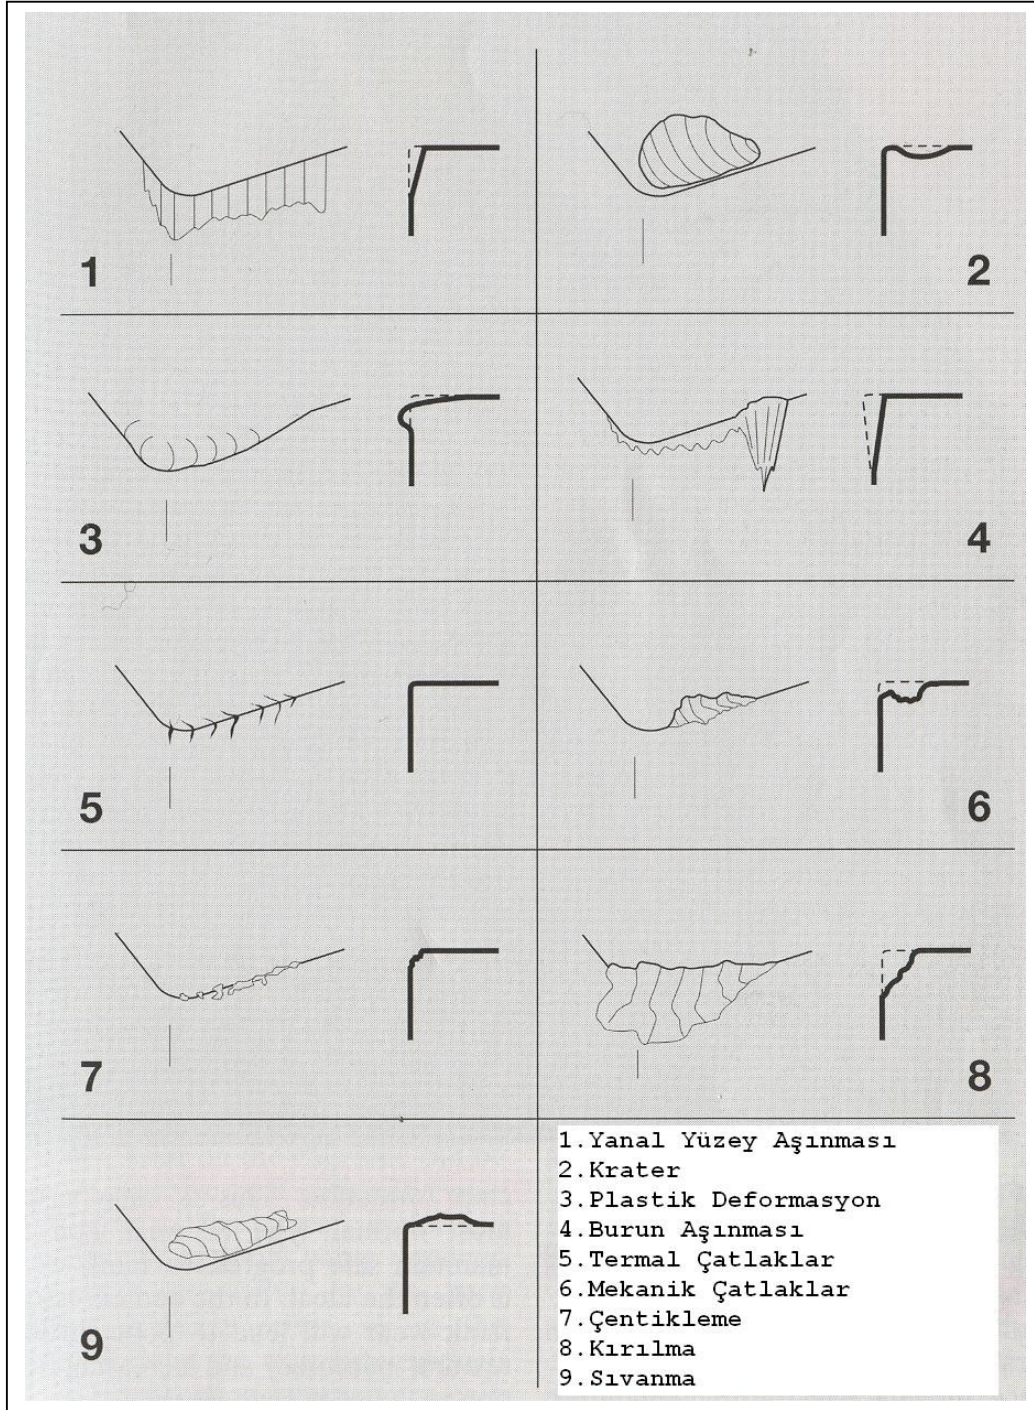 1
2
3
4
5
6
7
8
9
1.Yanal Yüzey Aşınması
2.Krater
3.Plastik Deformasyon
4.Burun Aşınması
5.Termal Çatlaklar
6.Mekanik Çatlaklar
7.Çentikleme
8.Kırılma
9.Sıvanma